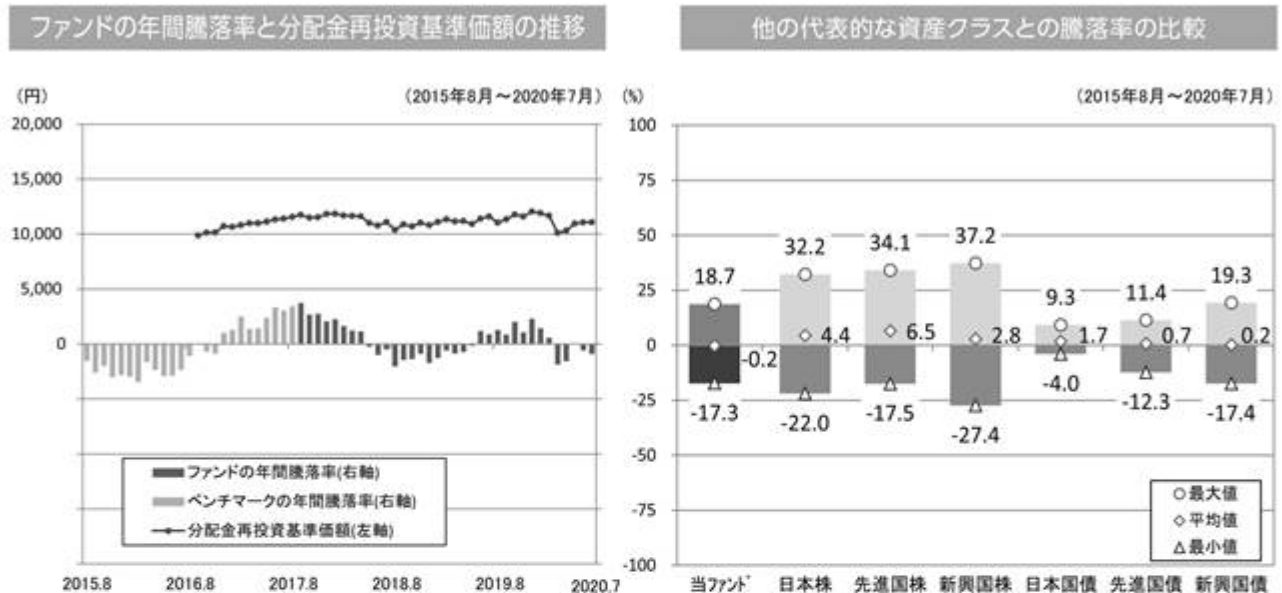 ファンドの年間騰落率と分配金再投資基準価額の推移
(円)
(2015年8月～2020年7月)
20,000
15,000
10,000
5,000
0
ファンドの年間騰落率(右軸)
ベンチマークの年間騰落率(右軸)
分配金再投資基準価額(左軸)
2015.8 2016.8 2017.8 2018.8 2019.8 2020.7
他の代表的な資産クラスとの騰落率の比較
(%)
(2015年8月～2020年7月)
100
75
50
25
0
-25
-50
-75
-100
18.7 32.2 34.1 37.2 9.3 11.4 19.3
-0.2 4.4 6.5 2.8 1.7 0.7 0.2
-17.3 -22.0 -17.5 -27.4 -4.0 -12.3 -17.4
最大値
平均値
最小値
当ファンド 日本株 先進国株 新興国株 日本国債 先進国債 新興国債